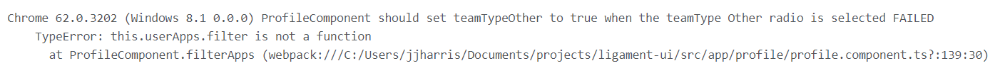 Chrome 62.0.3202 (Windows 8.1 0.0.0) ProfileComponent should set teamTypeOther to true when the teamType Other radio is selected FAILED
TypeError: this.userApps.filter is not a function
at ProfileComponent.filterApps (webpack:///C:/Users/jjharris/Documents/projects/ligament-ui/src/app/profile/profile.component.ts?:139:30)